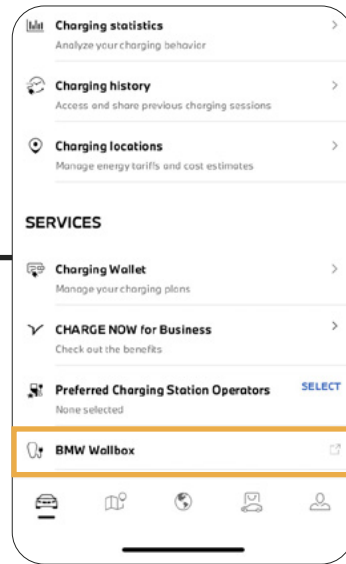 Charging statistics
Analyze your charging behavior
Charging history
Access and share previous charging sessions
Charging locations
Manage energy tariffs and cost estimates
SERVICES
Charging Wallet
Manage your charging plans
CHARGE NOW for Business
Check out the benefits
Preferred Charging Station Operators SELECT
None selected
BMW Wallbox